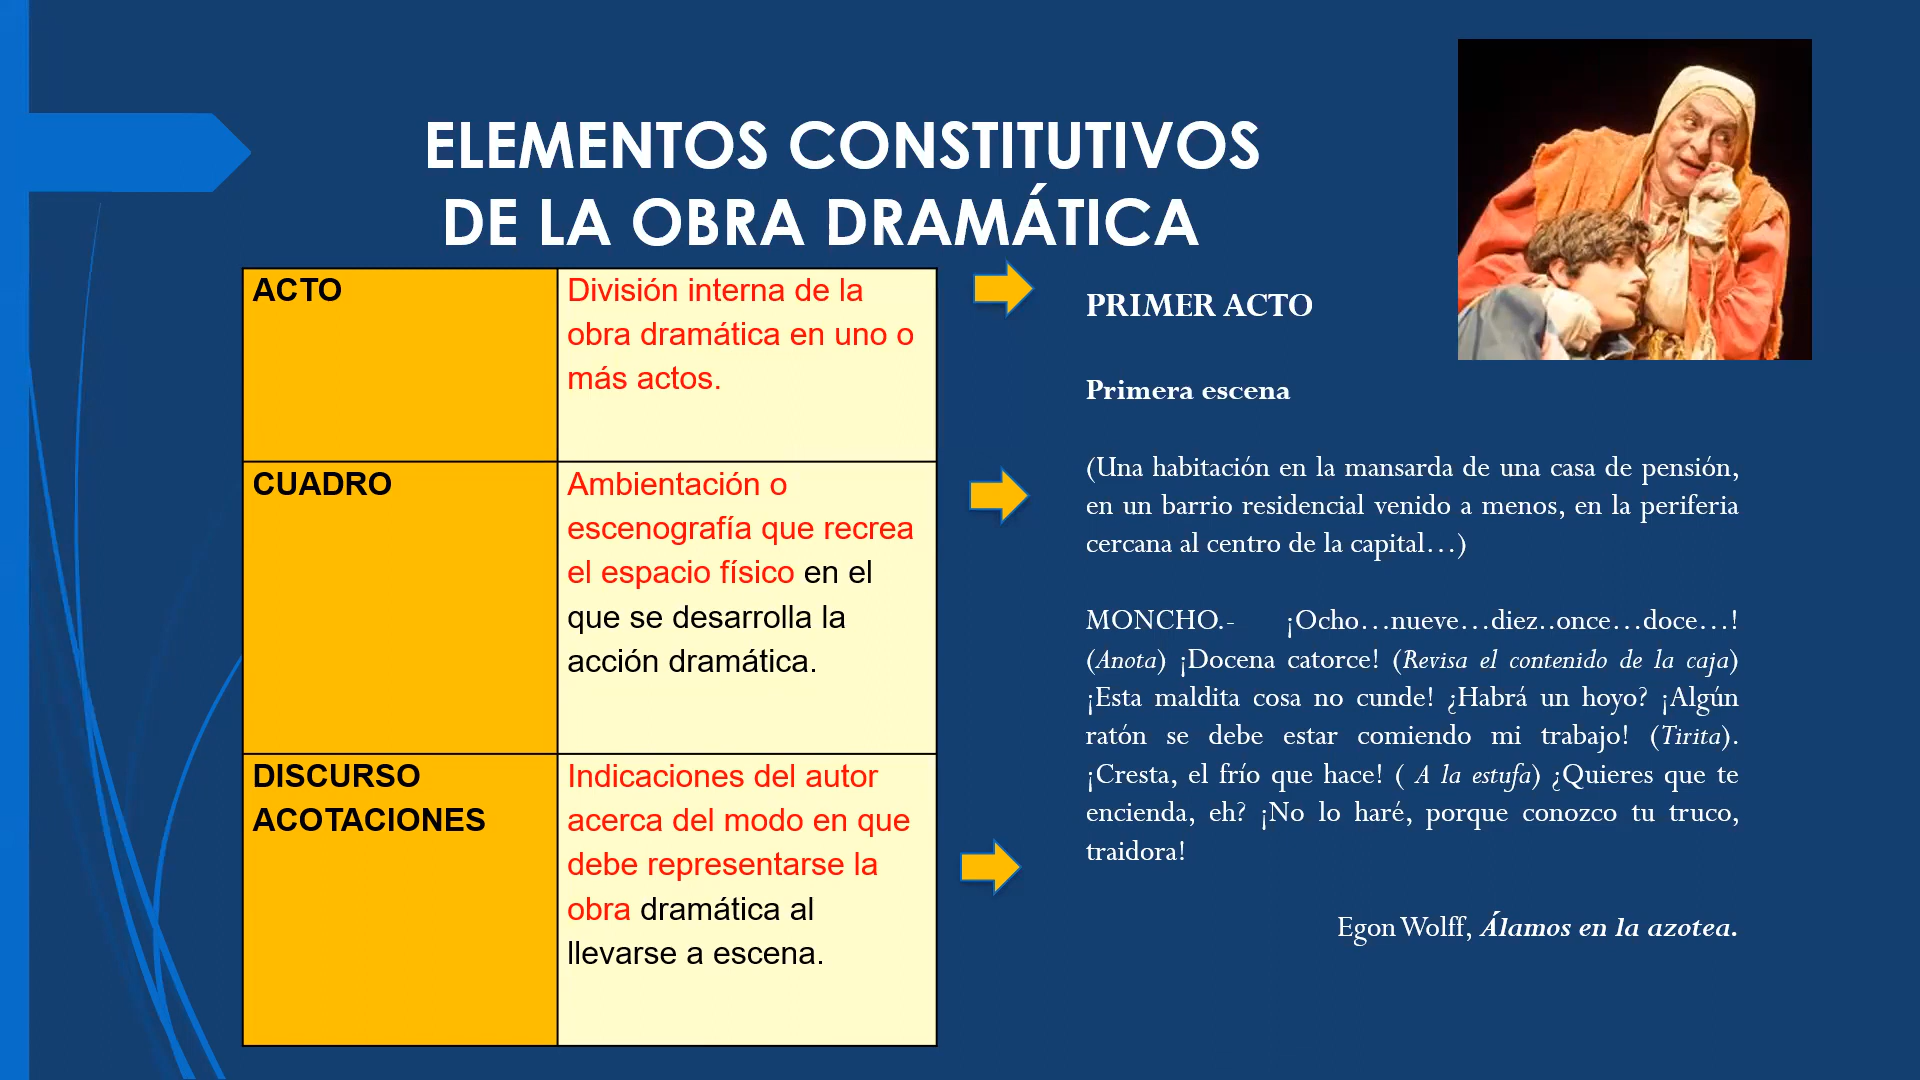 ELEMENTOS CONSTITUTIVOS
DE LA OBRA DRAMÁTICA
ACTO
División interna de la
obra dramática en uno o
más actos.
CUADRO
Ambientación o
escenografía que recrea
el espacio físico en el
que se desarrolla la
acción dramática.
DISCURSO
ACOTACIONES
Indicaciones del autor
acerca del modo en que
debe representarse la
obra dramática al
llevarse a escena.
PRIMER ACTO
Primera escena
(Una habitación en la mansarda de una casa de pensión,
en un barrio residencial venido a menos, en la periferia
cercana al centro de la capital…)
MONCHO.- ¡Ocho…nueve…diez..once…doce…!
(Anota) ¡Docena catorce! (Revisa el contenido de la caja)
¡Esta maldita cosa no cunde! ¿Habrá un hoyo? ¡Algún
ratón se debe estar comiendo mi trabajo! (Tirita).
¡Cresta, el frío que hace! ( A la estufa) ¿Quieres que te
encienda, eh? ¡No lo haré, porque conozco tu truco,
traidora!
Egon Wolff, Álamos en la azotea.